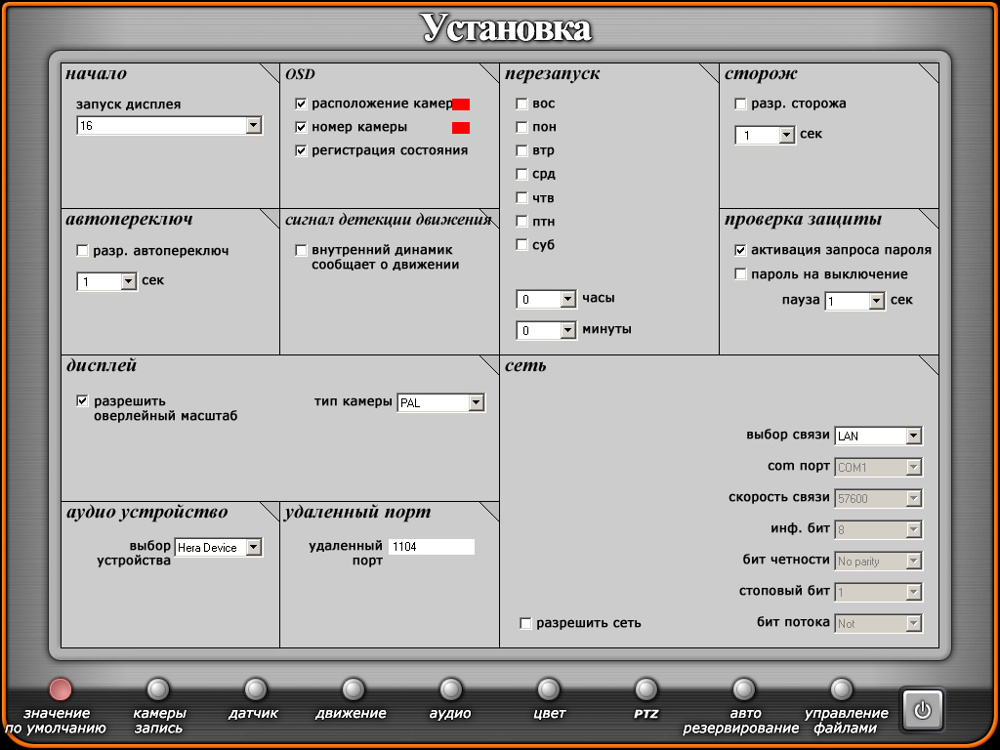 Установка
начало
запуск дисплея
16
OSD
расположение камер
номер камеры
регистрация состояния
перезапуск
вос
пон
втр
срд
чтв
птн
суб
0 часы
0 минуты
сторож
разр. сторожа
1 сек
автопереключ
разр. автопереключ
1 сек
сигнал детекции движения
внутренний динамик
сообщает о движении
проверка защиты
активация запроса пароля
пароль на выключение
пауза 1 сек
дисплей
разрешить
оверлейный масштаб
тип камеры PAL
сеть
выбор связи LAN
com порт COM1
скорость связи 57600
инф. бит 8
бит четности No parity
стоповый бит 1
разрешить сеть
бит потока Not
аудио устройство
выбор Hera Device
устройства
удаленный порт
удаленный 1104
порт
значение
по умолчанию
камеры
запись
датчик
движение
аудио
цвет
PTZ
авто
резервирование
управление
файлами